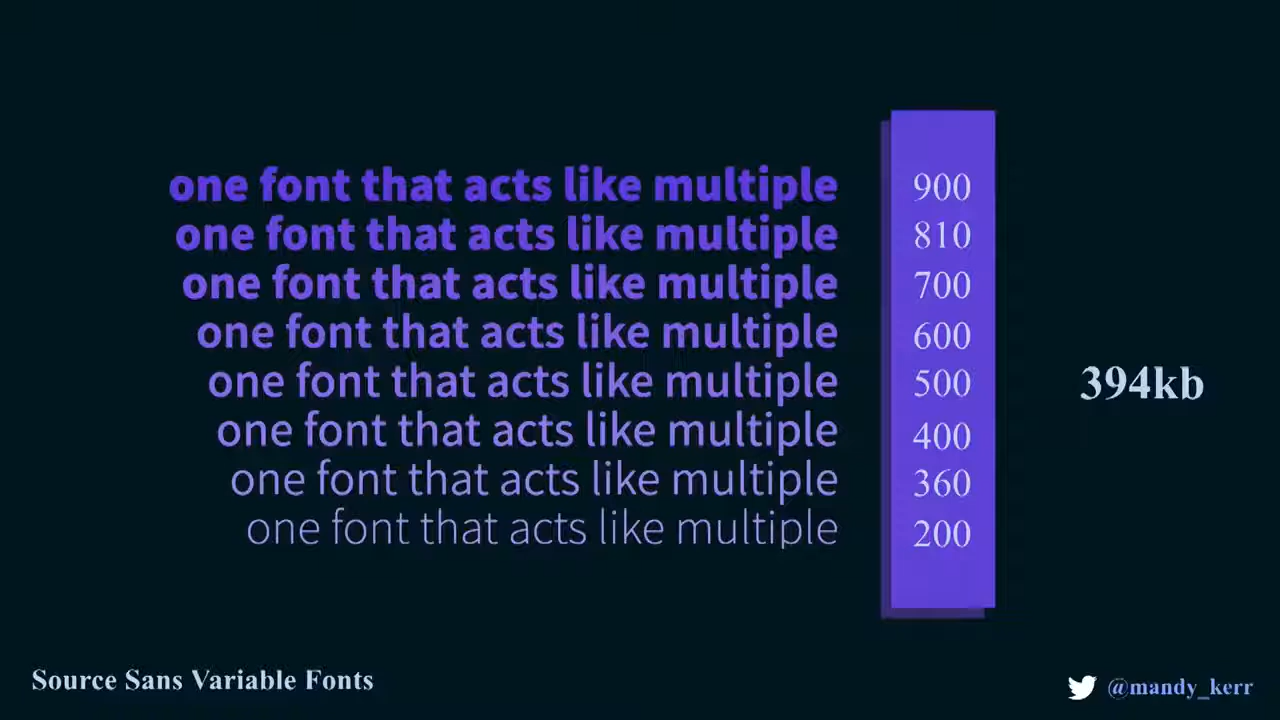 one font that acts like multiple 900
one font that acts like multiple 810
one font that acts like multiple 700
one font that acts like multiple 600
one font that acts like multiple 500
one font that acts like multiple 400
one font that acts like multiple 360
one font that acts like multiple 200
394kb
Source Sans Variable Fonts
@mandy_kerr